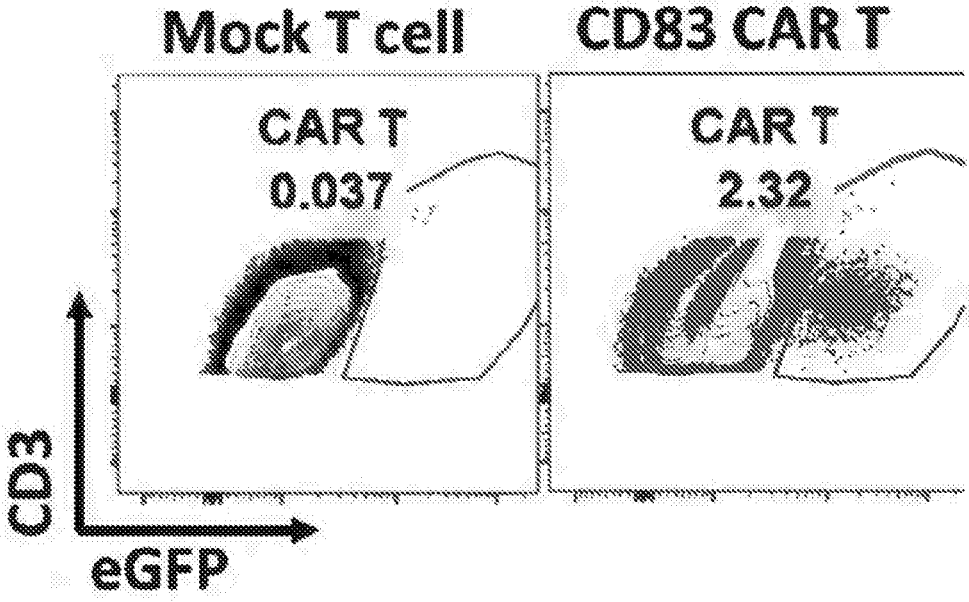 Mock T cell
CD83 CAR T
CAR T
0.037
CAR T
2.32
CD3
eGFP